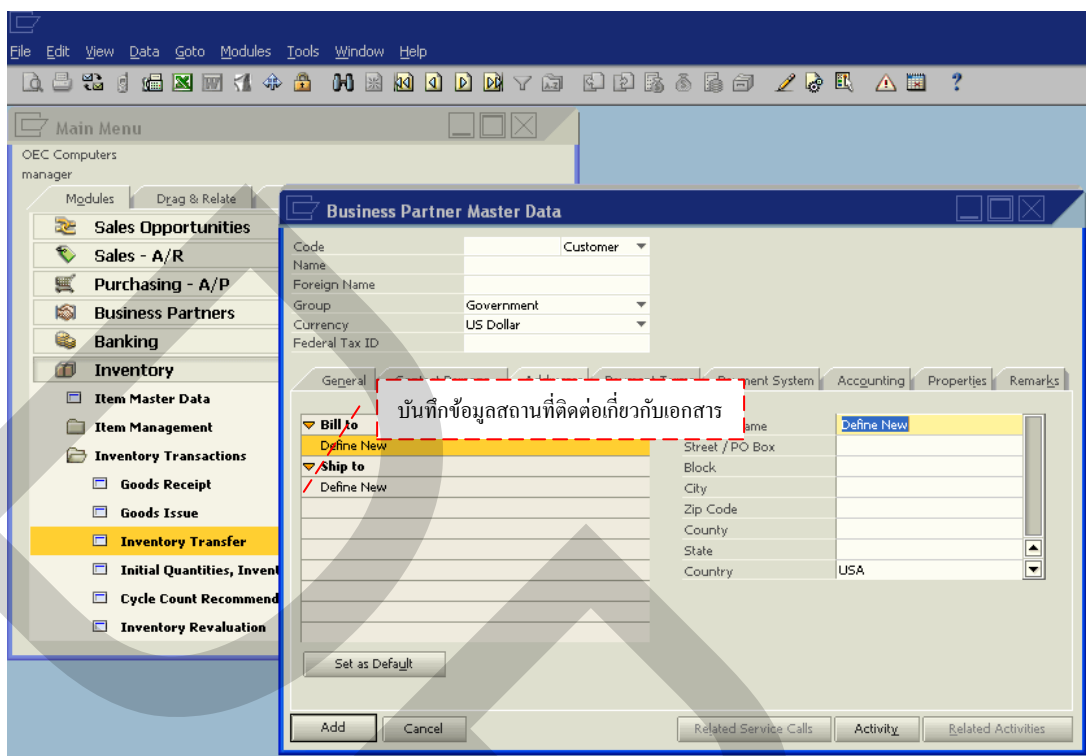 File Edit View Data Goto Modules Tools Window Help
Main Menu
OEC Computers
manager
Modules Drag & Relate
Sales Opportunities
Sales - A/R
Purchasing - A/P
Business Partners
Banking
Inventory
Item Master Data
Item Management
Inventory Transactions
Goods Receipt
Goods Issue
Inventory Transfer
Initial Quantities, Invent
Cycle Count Recommend
Inventory Revaluation
Business Partner Master Data
Code Customer
Name
Foreign Name
Group Government
Currency US Dollar
Federal Tax ID
General System Accounting Properties Remarks
บันทึกข้อมูลสถานที่ติดต่อเกี่ยวกับเอกสาร
Bill to
Define New
Ship to
Define New
Define New
Street / PO Box
Block
City
Zip Code
County
State
Country USA
Set as Default
Add Cancel Related Service Calls Activity Related Activities